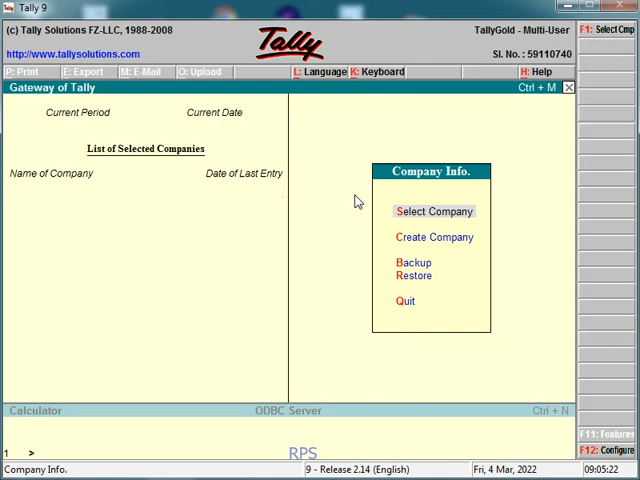 Tally 9
(c) Tally Solutions FZ-LLC, 1988-2008
http://www.tallysolutions.com
Tally
TallyGold - Multi-User
Sl. No. : 59110740
F1: Select Cmp
P: Print E: Export M: E-Mail O: Upload L: Language K: Keyboard H: Help
Gateway of Tally Ctrl + M
Current Period Current Date
List of Selected Companies
Name of Company Date of Last Entry
Company Info.
Select Company
Create Company
Backup
Restore
Quit
Calculator ODBC Server Ctrl + N
1 >
RPS
F11: Features
F12: Configure
Company Info. 9 - Release 2.14 (English) Fri, 4 Mar, 2022 09:05:22